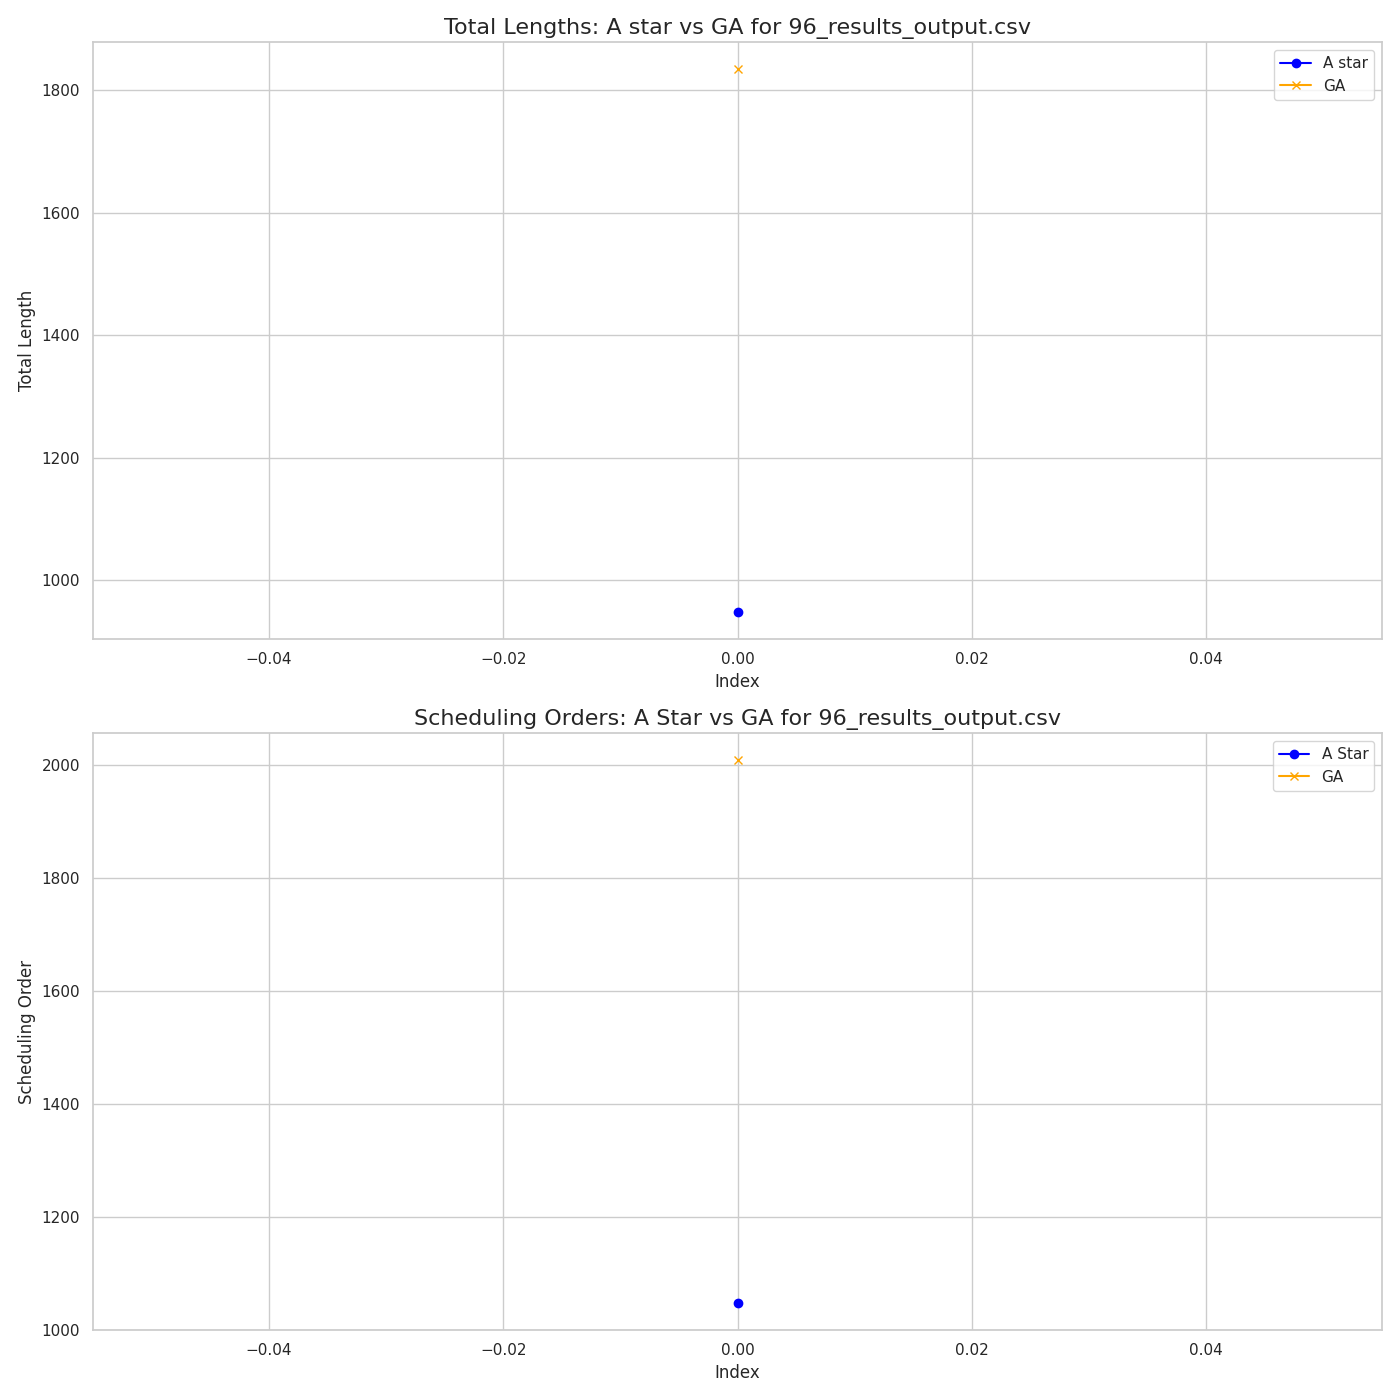 Total Lengths: A star vs GA for 96_results_output.csv
A star
GA
1800
1600
1400
1200
1000
Total Length
−0.04
−0.02
0.00
0.02
0.04
Index
Scheduling Orders: A Star vs GA for 96_results_output.csv
A Star
GA
2000
1800
1600
1400
1200
1000
Scheduling Order
−0.04
−0.02
0.00
0.02
0.04
Index